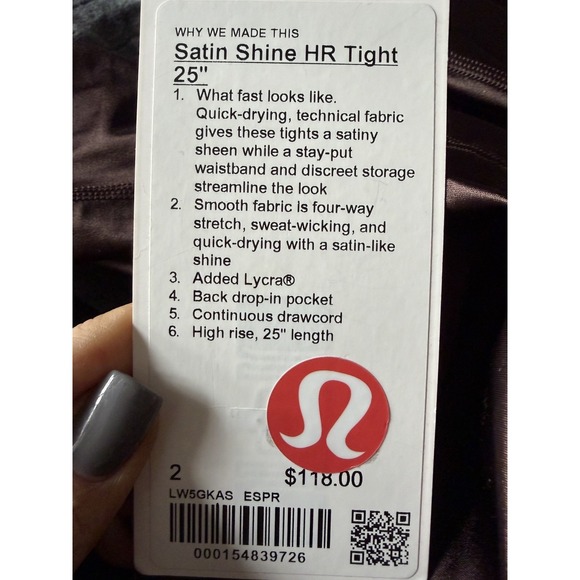 WHY WE MADE THIS
Satin Shine HR Tight
25"
1. What fast looks like.
Quick-drying, technical fabric
gives these tights a satiny
sheen while a stay-put
waistband and discreet storage
streamline the look
2. Smooth fabric is four-way
stretch, sweat-wicking, and
quick-drying with a satin-like
shine
3. Added Lycra®
4. Back drop-in pocket
5. Continuous drawcord
6. High rise, 25" length
2 $118.00
LW5GKAS ESPR
000154839726